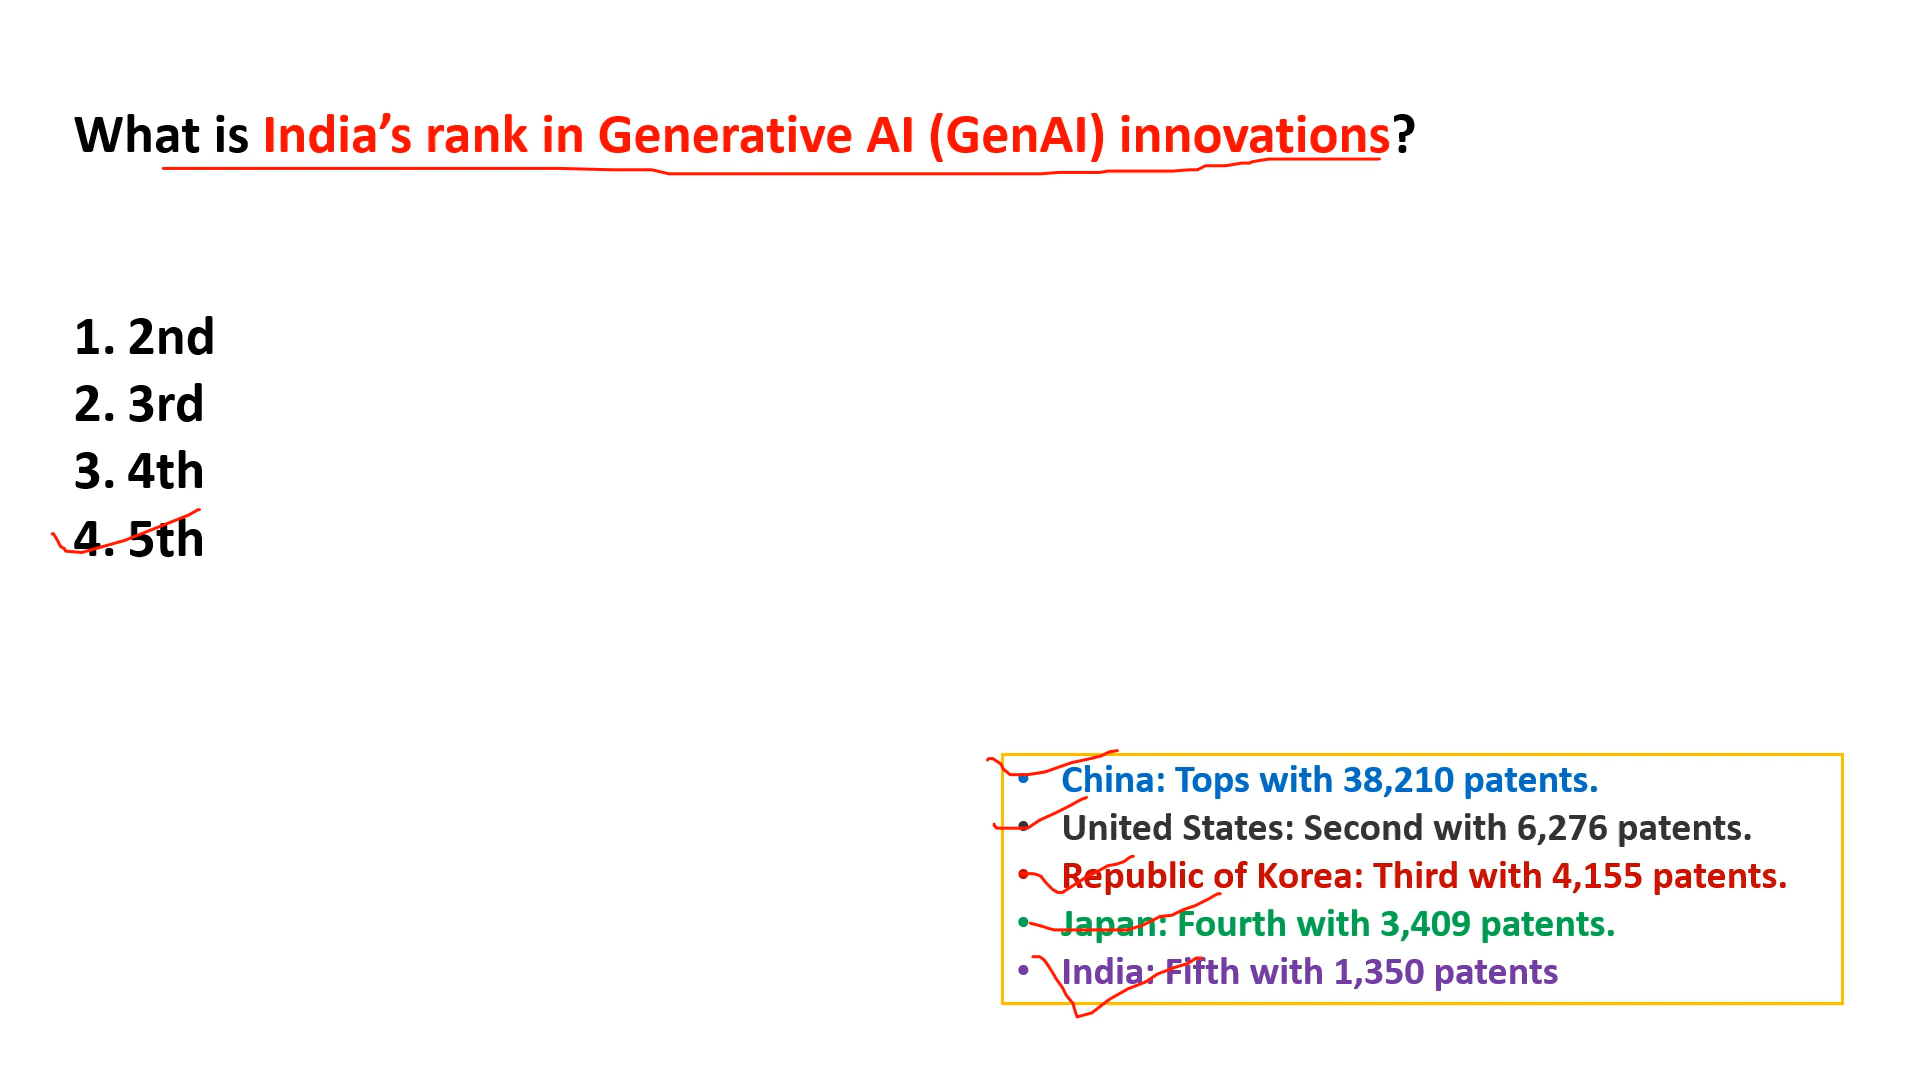 What is India’s rank in Generative AI (GenAI) innovations?
1. 2nd
2. 3rd
3. 4th
4. 5th
• China: Tops with 38,210 patents.
• United States: Second with 6,276 patents.
• Republic of Korea: Third with 4,155 patents.
• Japan: Fourth with 3,409 patents.
• India: Fifth with 1,350 patents